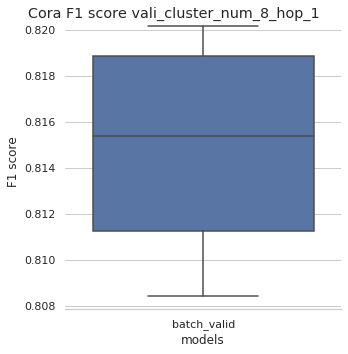 Cora F1 score vali_cluster_num_8_hop_1
0.820
0.818
0.816
0.814
0.812
0.810
0.808
F1 score
batch_valid
models